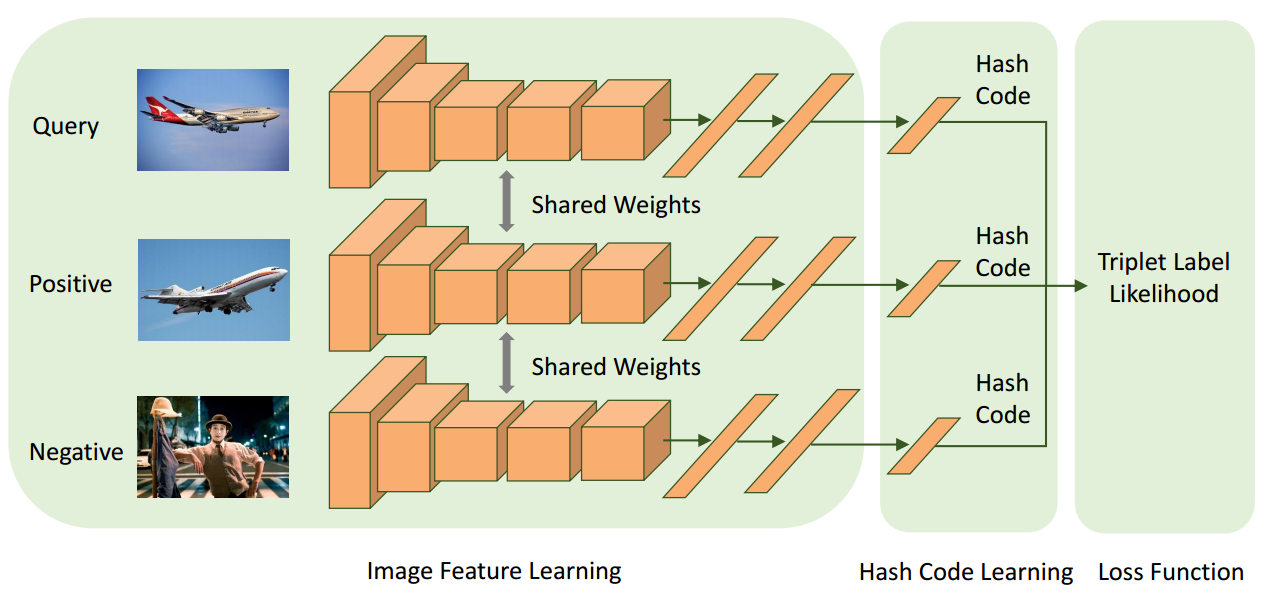 Query
Hash
Code
Shared Weights
Positive
Hash
Code
Triplet Label
Likelihood
Shared Weights
Negative
Hash
Code
Image Feature Learning
Hash Code Learning
Loss Function